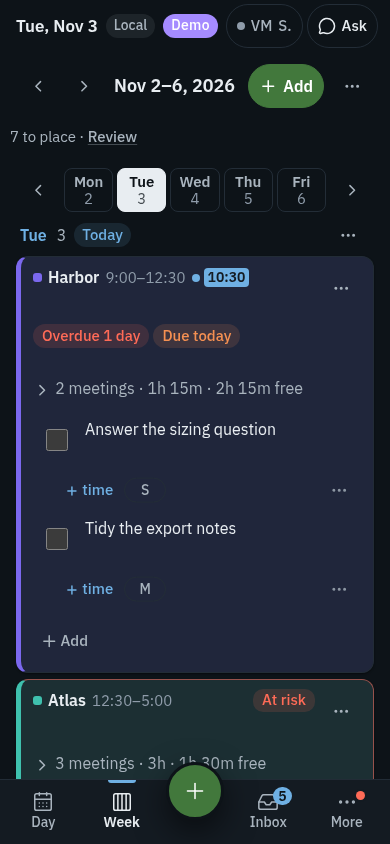 Tue, Nov 3 Local Demo VM S. Ask
Nov 2–6, 2026 + Add
7 to place · Review
Mon Tue Wed Thu Fri
2 3 4 5 6
Tue 3 Today
Harbor 9:00–12:30 10:30
Overdue 1 day Due today
2 meetings · 1h 15m · 2h 15m free
Answer the sizing question
+ time S
Tidy the export notes
+ time M
+ Add
Atlas 12:30–5:00 At risk
3 meetings · 3h · 1h 30m free
5
Day Week Inbox More